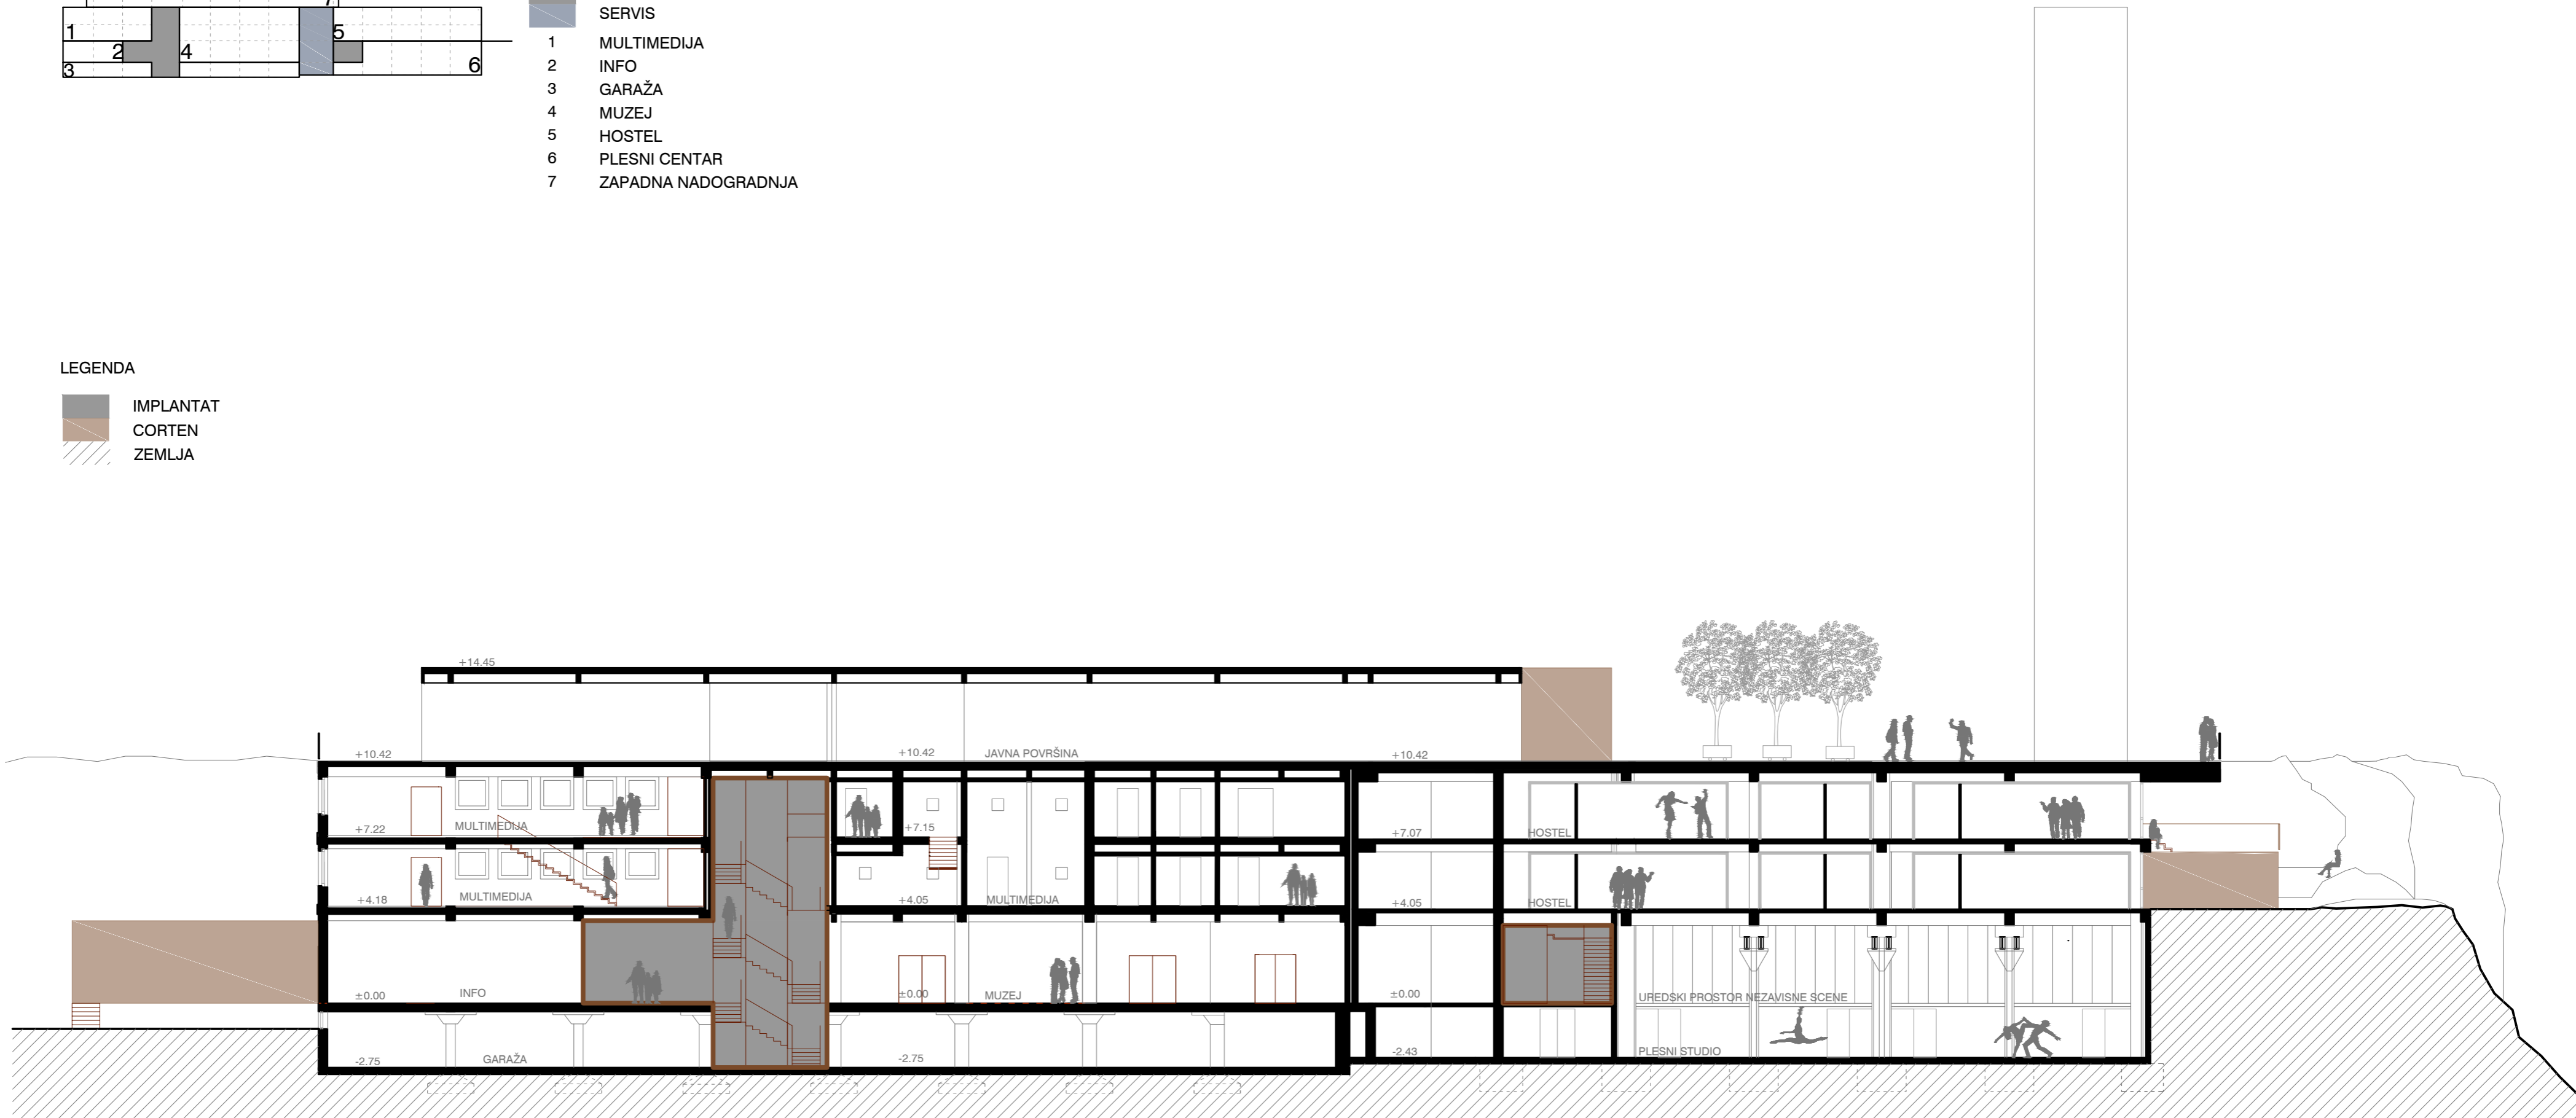 7
1
2
3
4
5
6
SERVIS
1 MULTIMEDIJA
2 INFO
3 GARAŽA
4 MUZEJ
5 HOSTEL
6 PLESNI CENTAR
7 ZAPADNA NADOGRADNJA
LEGENDA
IMPLANTAT
CORTEN
ZEMLJA
+14.45
+10.42
+10.42
JAVNA POVRŠINA
+10.42
+7.22
MULTIMEDIJA
+7.15
+7.07
HOSTEL
+4.18
MULTIMEDIJA
+4.05
MULTIMEDIJA
+4.05
HOSTEL
±0.00
INFO
±0.00
MUZEJ
±0.00
UREDSKI PROSTOR NEZAVISNE SCENE
-2.75
GARAŽA
-2.75
-2.43
PLESNI STUDIO